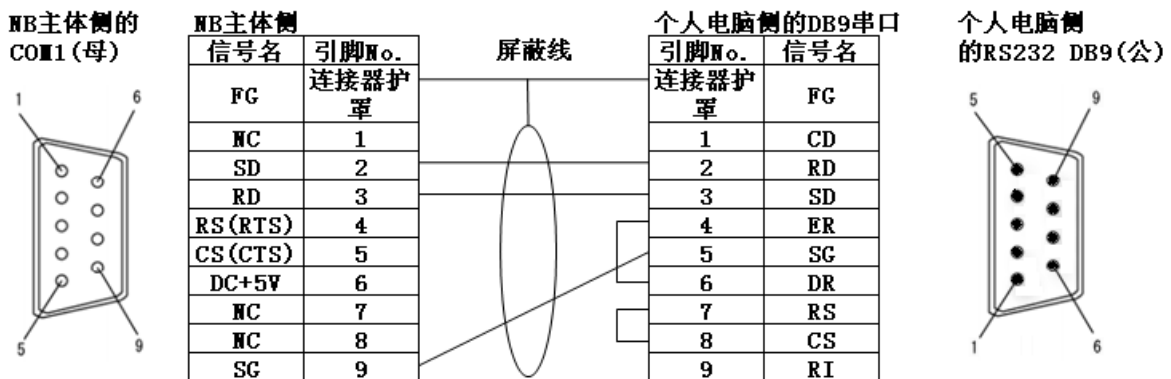 NB主体侧的
COM1(母)
1
6
5
9
NB主体侧
信号名 引脚No.
FG 连接器护
罩
NC 1
SD 2
RD 3
RS(RTS) 4
CS(CTS) 5
DC+5V 6
NC 7
NC 8
SG 9
屏蔽线
个人电脑侧的DB9串口
引脚No. 信号名
连接器护
罩 FG
1 CD
2 RD
3 SD
4 ER
5 SG
6 DR
7 RS
8 CS
9 RI
个人电脑侧
的RS232 DB9(公)
5
9
1
6